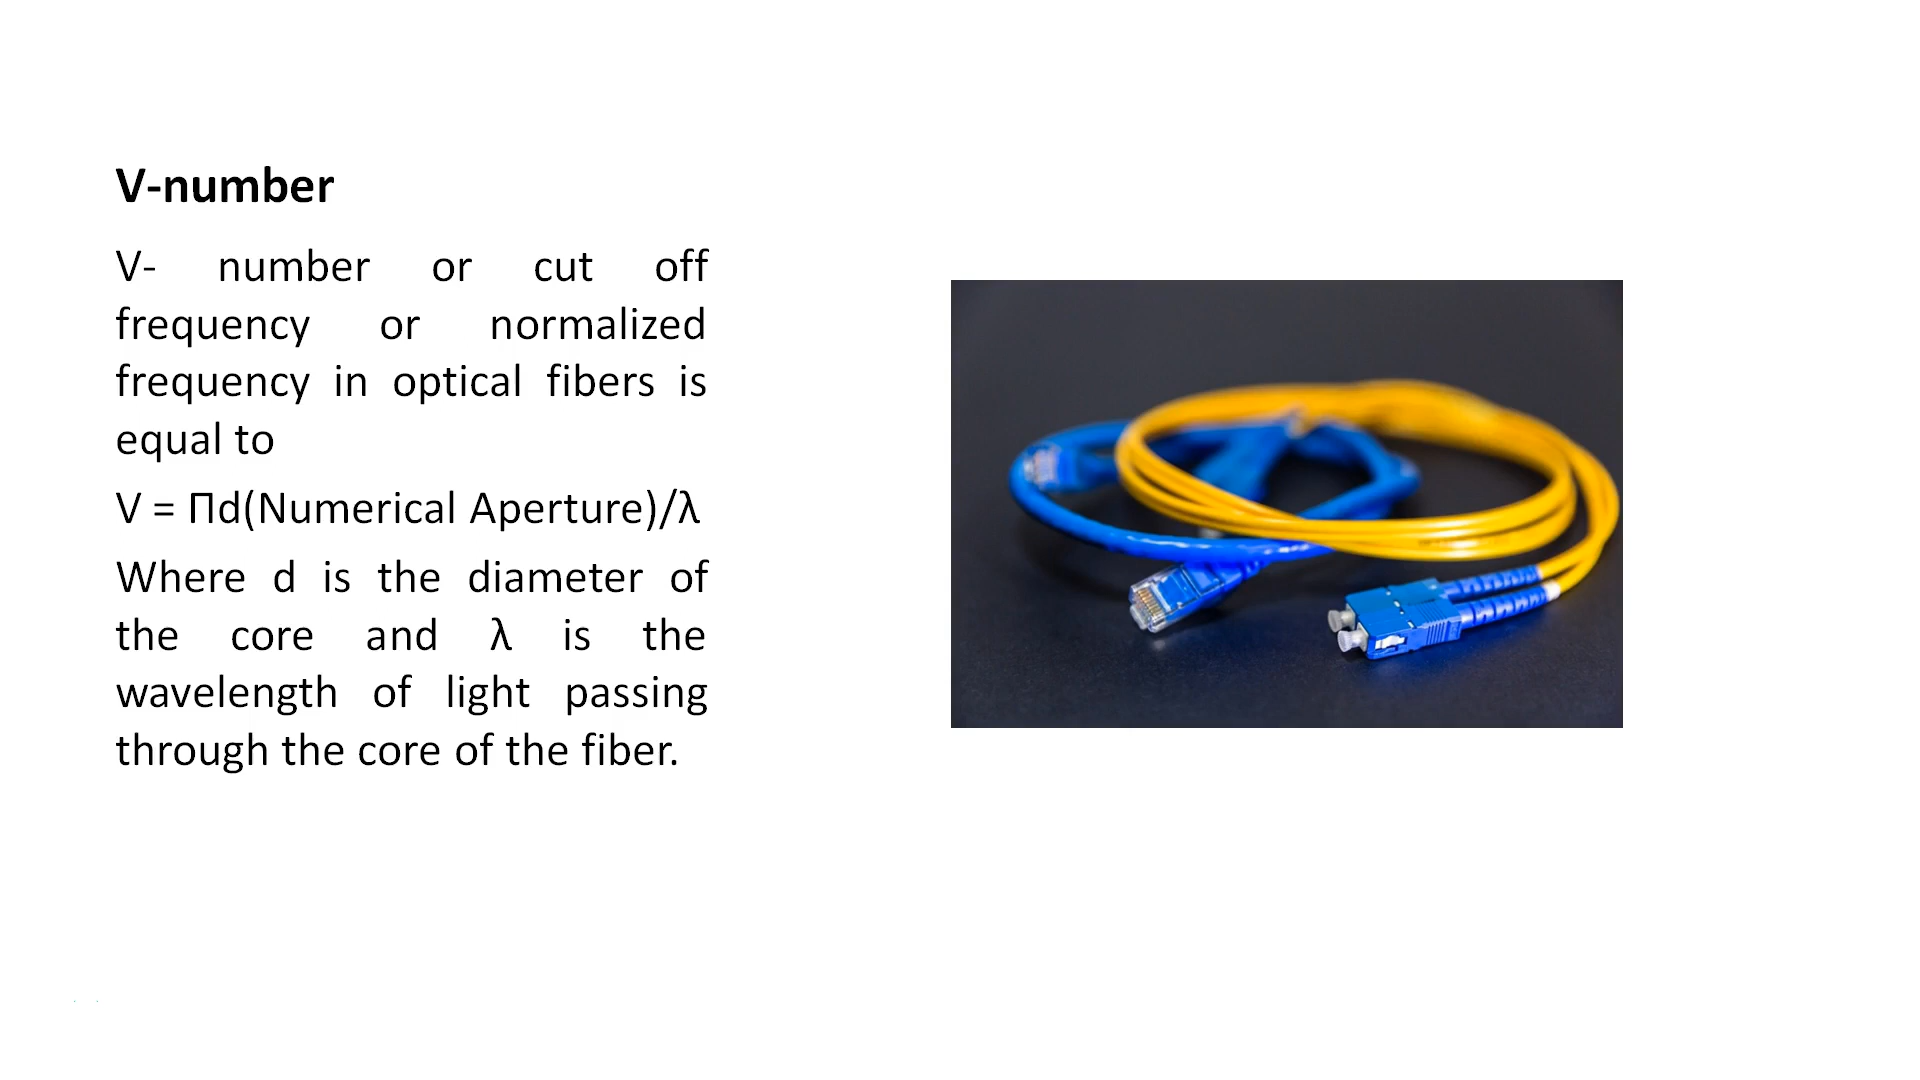 V-number
V- number or cut off
frequency or normalized
frequency in optical fibers is
equal to
V = Πd(Numerical Aperture)/λ
Where d is the diameter of
the core and λ is the
wavelength of light passing
through the core of the fiber.